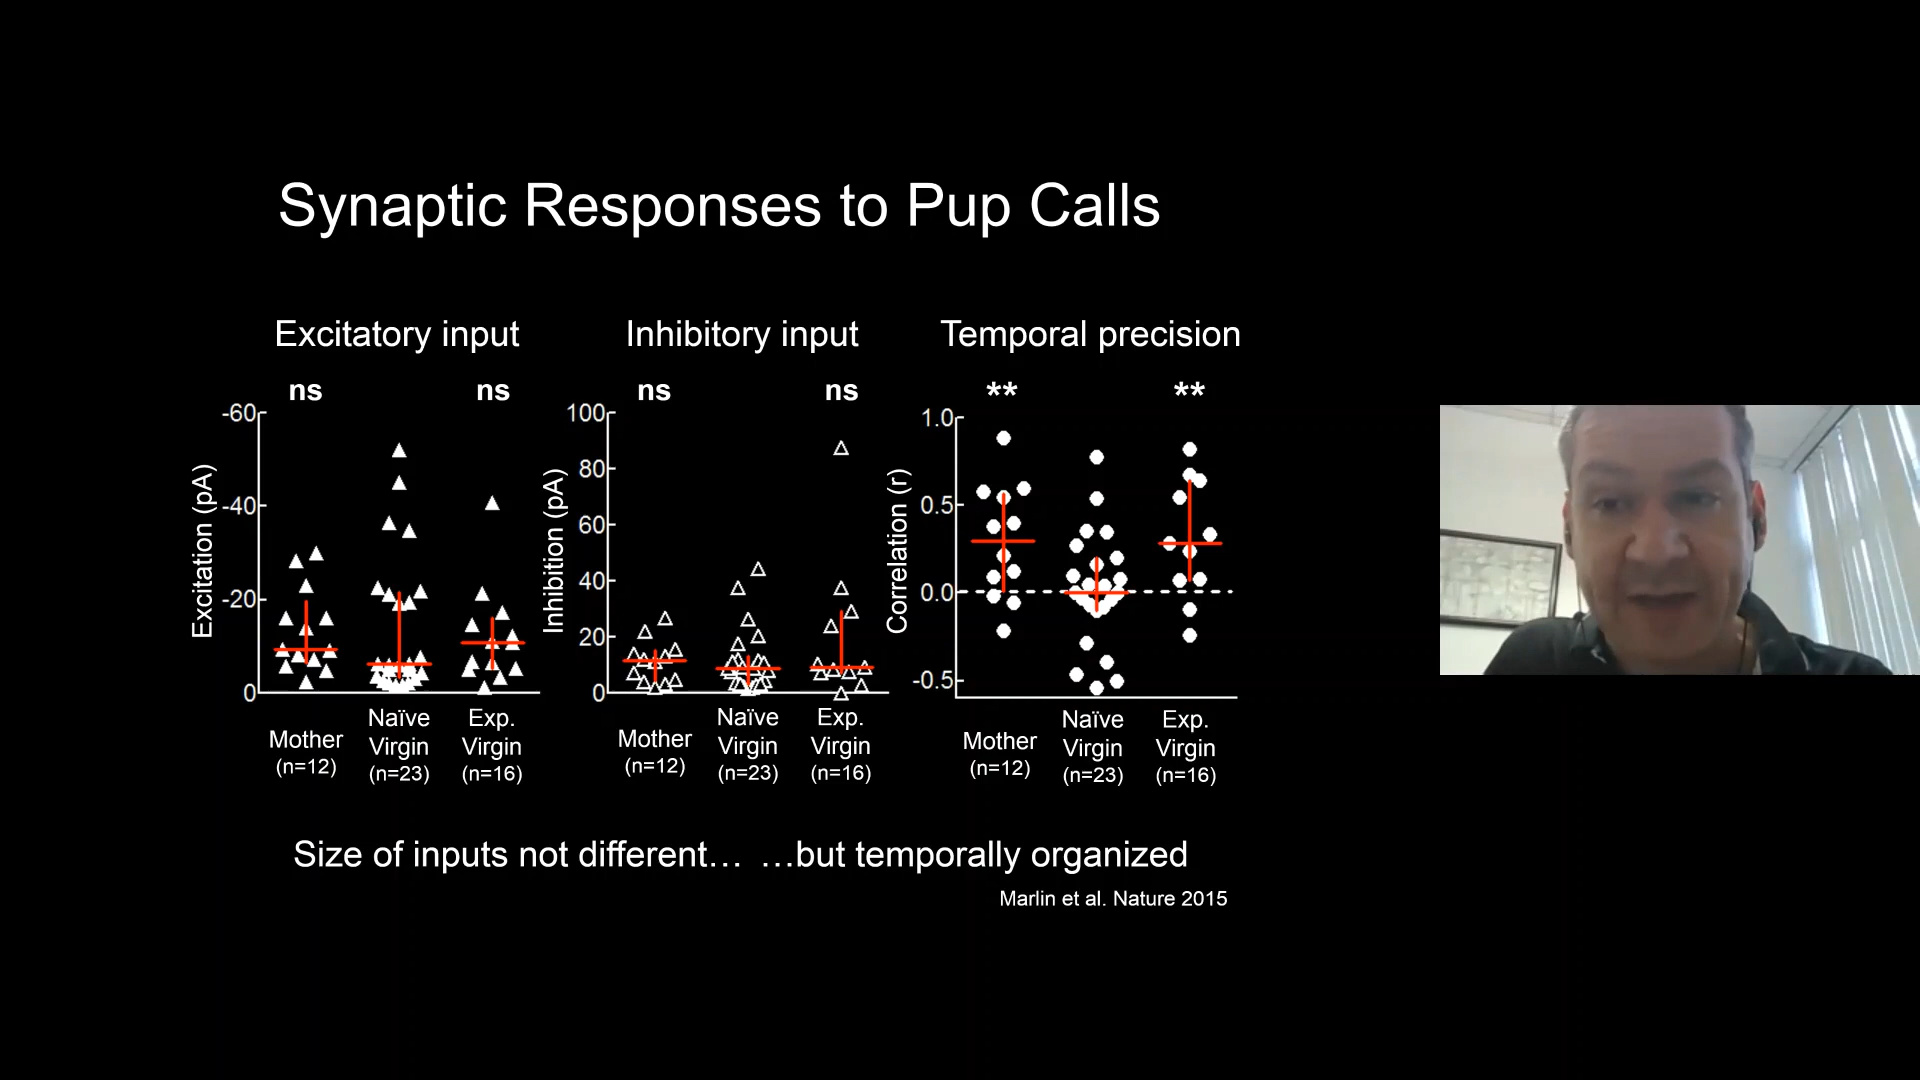 Synaptic Responses to Pup Calls
Excitatory input
ns
ns
Excitation (pA)
-60
-40
-20
0
Mother
(n=12)
Naïve
Virgin
(n=23)
Exp.
Virgin
(n=16)
Inhibitory input
ns
ns
Inhibition (pA)
100
80
60
40
20
0
Mother
(n=12)
Naïve
Virgin
(n=23)
Exp.
Virgin
(n=16)
Temporal precision
**
**
Correlation (r)
1.0
0.5
0.0
-0.5
Mother
(n=12)
Naïve
Virgin
(n=23)
Exp.
Virgin
(n=16)
Size of inputs not different… …but temporally organized
Marlin et al. Nature 2015